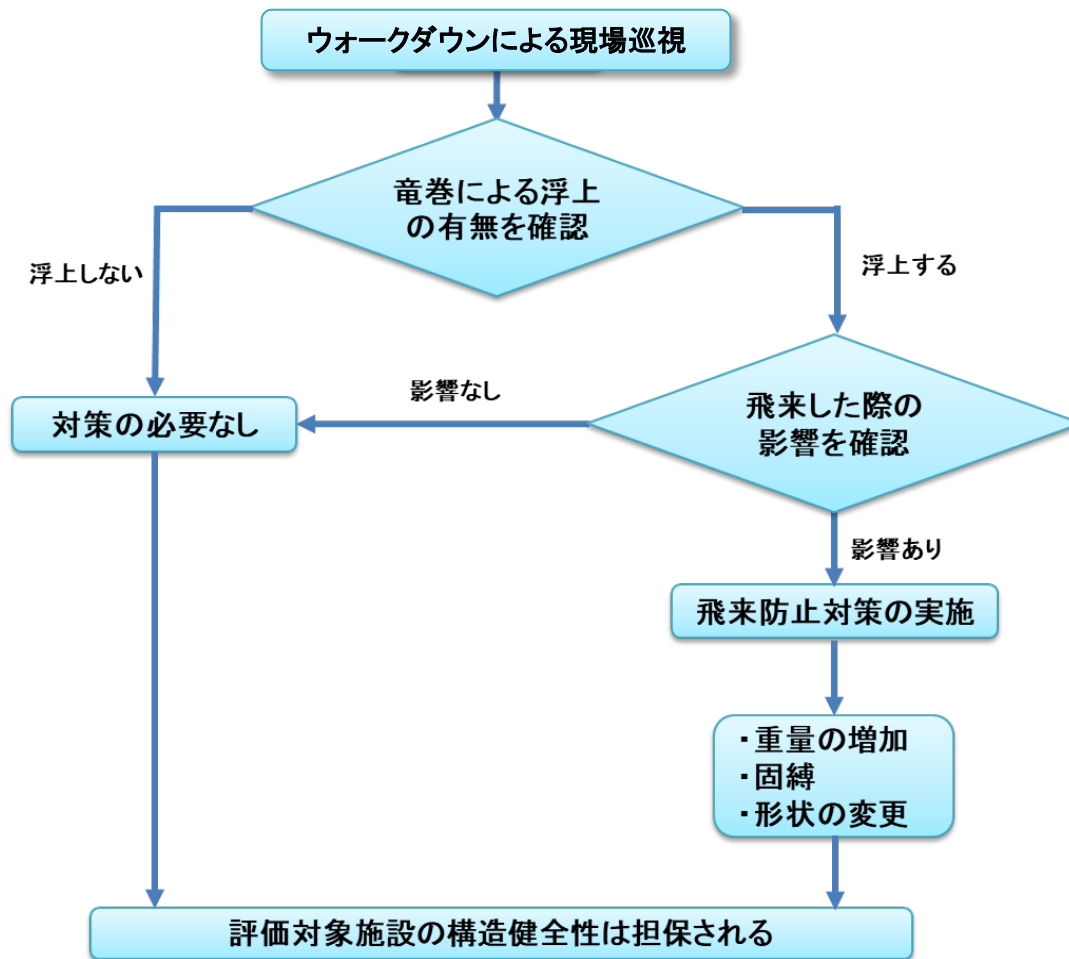 ウォークダウンによる現場巡視
竜巻による浮上
の有無を確認
浮上しない
浮上する
影響なし
対策の必要なし
飛来した際の
影響を確認
影響あり
飛来防止対策の実施
・重量の増加
・固縛
・形状の変更
評価対象施設の構造健全性は担保される